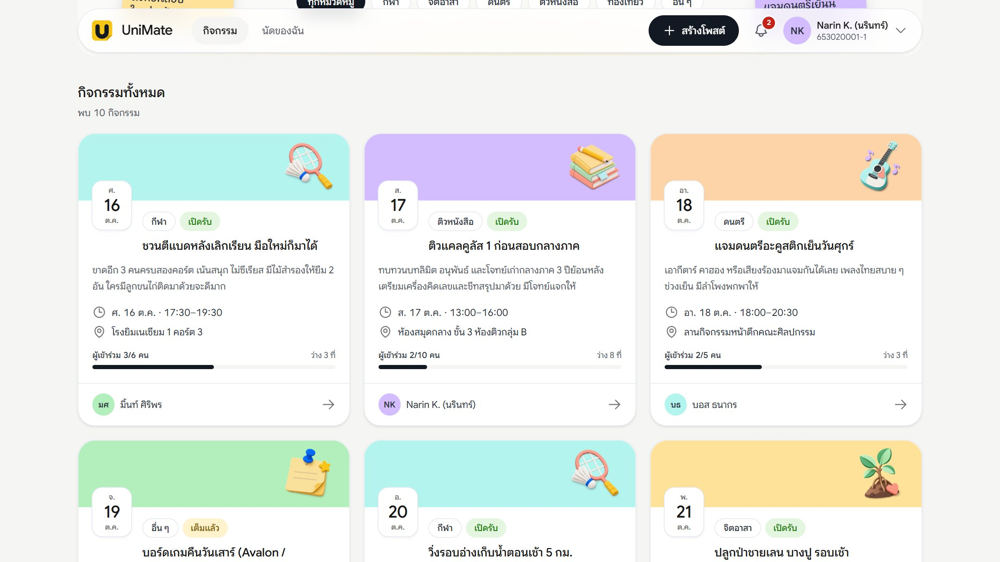 ทุกหมวดหมู่
กีฬา
จิตอาสา
ดนตรี
ติวหนังสือ
ท่องเที่ยว
อื่น ๆ
แจมดนตรีเย็น
UniMate
กิจกรรม
นัดของฉัน
สร้างโพสต์
2
NK
Narin K. (นรินทร์)
653020001-1
กิจกรรมทั้งหมด
พบ 10 กิจกรรม
ศ.
16
ต.ค.
กีฬา
เปิดรับ
ชวนตีแบดหลังเลิกเรียน มือใหม่ก็มาได้
ขาดอีก 3 คนครบสองคอร์ต เน้นสนุก ไม่ซีเรียส มีไม้สำรองให้ยืม 2
อัน ใครมีลูกขนไก่ติดมาด้วยจะดีมาก
ศ. 16 ต.ค. · 17:30–19:30
โรงยิมเนเซียม 1 คอร์ต 3
ผู้เข้าร่วม 3/6 คน
ว่าง 3 ที่
มศ
มิ้นท์ ศิริพร
ส.
17
ต.ค.
ติวหนังสือ
เปิดรับ
ติวแคลคูลัส 1 ก่อนสอบกลางภาค
ทบทวนบทลิมิต อนุพันธ์ และโจทย์เก่ากลางภาค 3 ปีย้อนหลัง
เตรียมเครื่องคิดเลขและชีทสรุปมาด้วย มีโจทย์แจกให้
ส. 17 ต.ค. · 13:00–16:00
ห้องสมุดกลาง ชั้น 3 ห้องติวกลุ่ม B
ผู้เข้าร่วม 2/10 คน
ว่าง 8 ที่
NK
Narin K. (นรินทร์)
อา.
18
ต.ค.
ดนตรี
เปิดรับ
แจมดนตรีอะคูสติกเย็นวันศุกร์
เอากีตาร์ คาฮอง หรือเสียงร้องมาแจมกันได้เลย เพลงไทยสบาย ๆ
ช่วงเย็น มีลำโพงพกพาให้
อา. 18 ต.ค. · 18:00–20:30
ลานกิจกรรมหน้าตึกคณะศิลปกรรม
ผู้เข้าร่วม 2/5 คน
ว่าง 3 ที่
บธ
บอส ธนากร
จ.
19
ต.ค.
อื่น ๆ
เต็มแล้ว
บอร์ดเกมคืนวันเสาร์ (Avalon /
อ.
20
ต.ค.
กีฬา
เปิดรับ
วิ่งรอบอ่างเก็บน้ำตอนเช้า 5 กม.
พ.
21
ต.ค.
จิตอาสา
เปิดรับ
ปลูกป่าชายเลน บางปู รอบเช้า